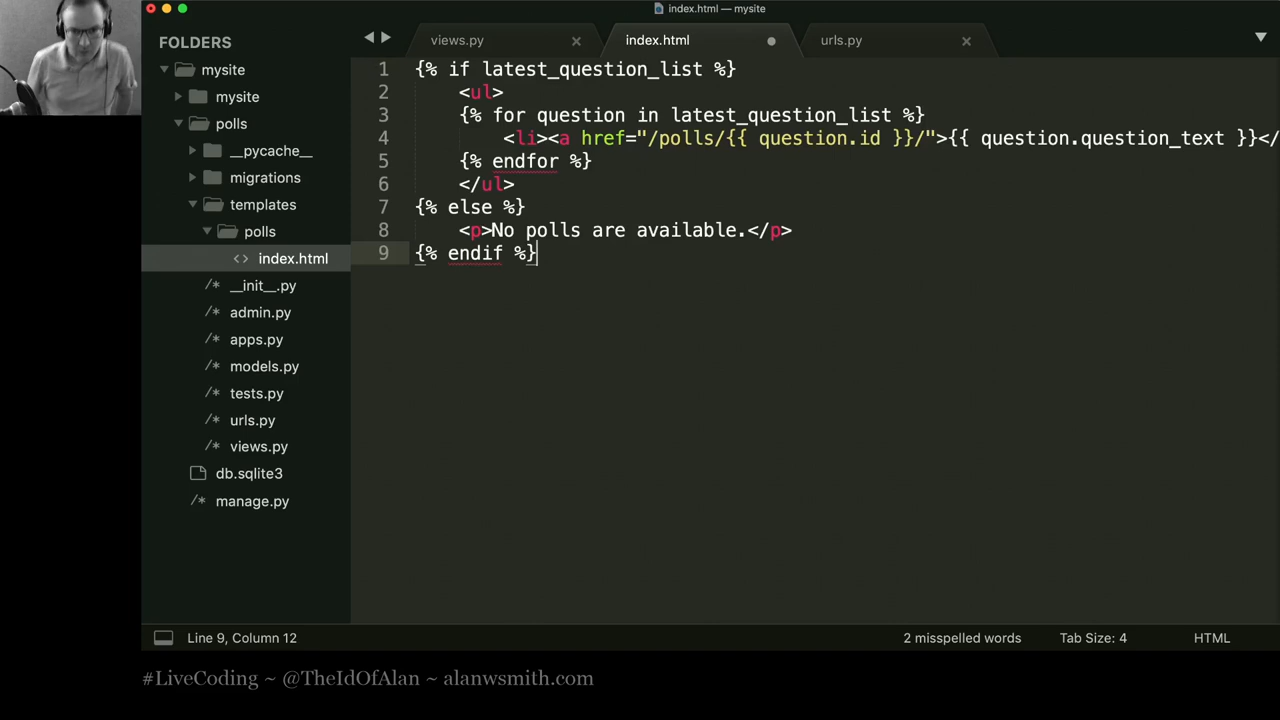 index.html — mysite
FOLDERS
mysite
mysite
polls
__pycache__
migrations
templates
polls
index.html
__init__.py
admin.py
apps.py
models.py
tests.py
urls.py
views.py
db.sqlite3
manage.py
views.py
index.html
urls.py
1 {% if latest_question_list %}
2 <ul>
3 {% for question in latest_question_list %}
4 <li><a href="/polls/{{ question.id }}/">{{ question.question_text }}</
5 {% endfor %}
6 </ul>
7 {% else %}
8 <p>No polls are available.</p>
9 {% endif %}
Line 9, Column 12
2 misspelled words
Tab Size: 4
HTML
#LiveCoding ~ @TheIdOfAlan ~ alanwsmith.com